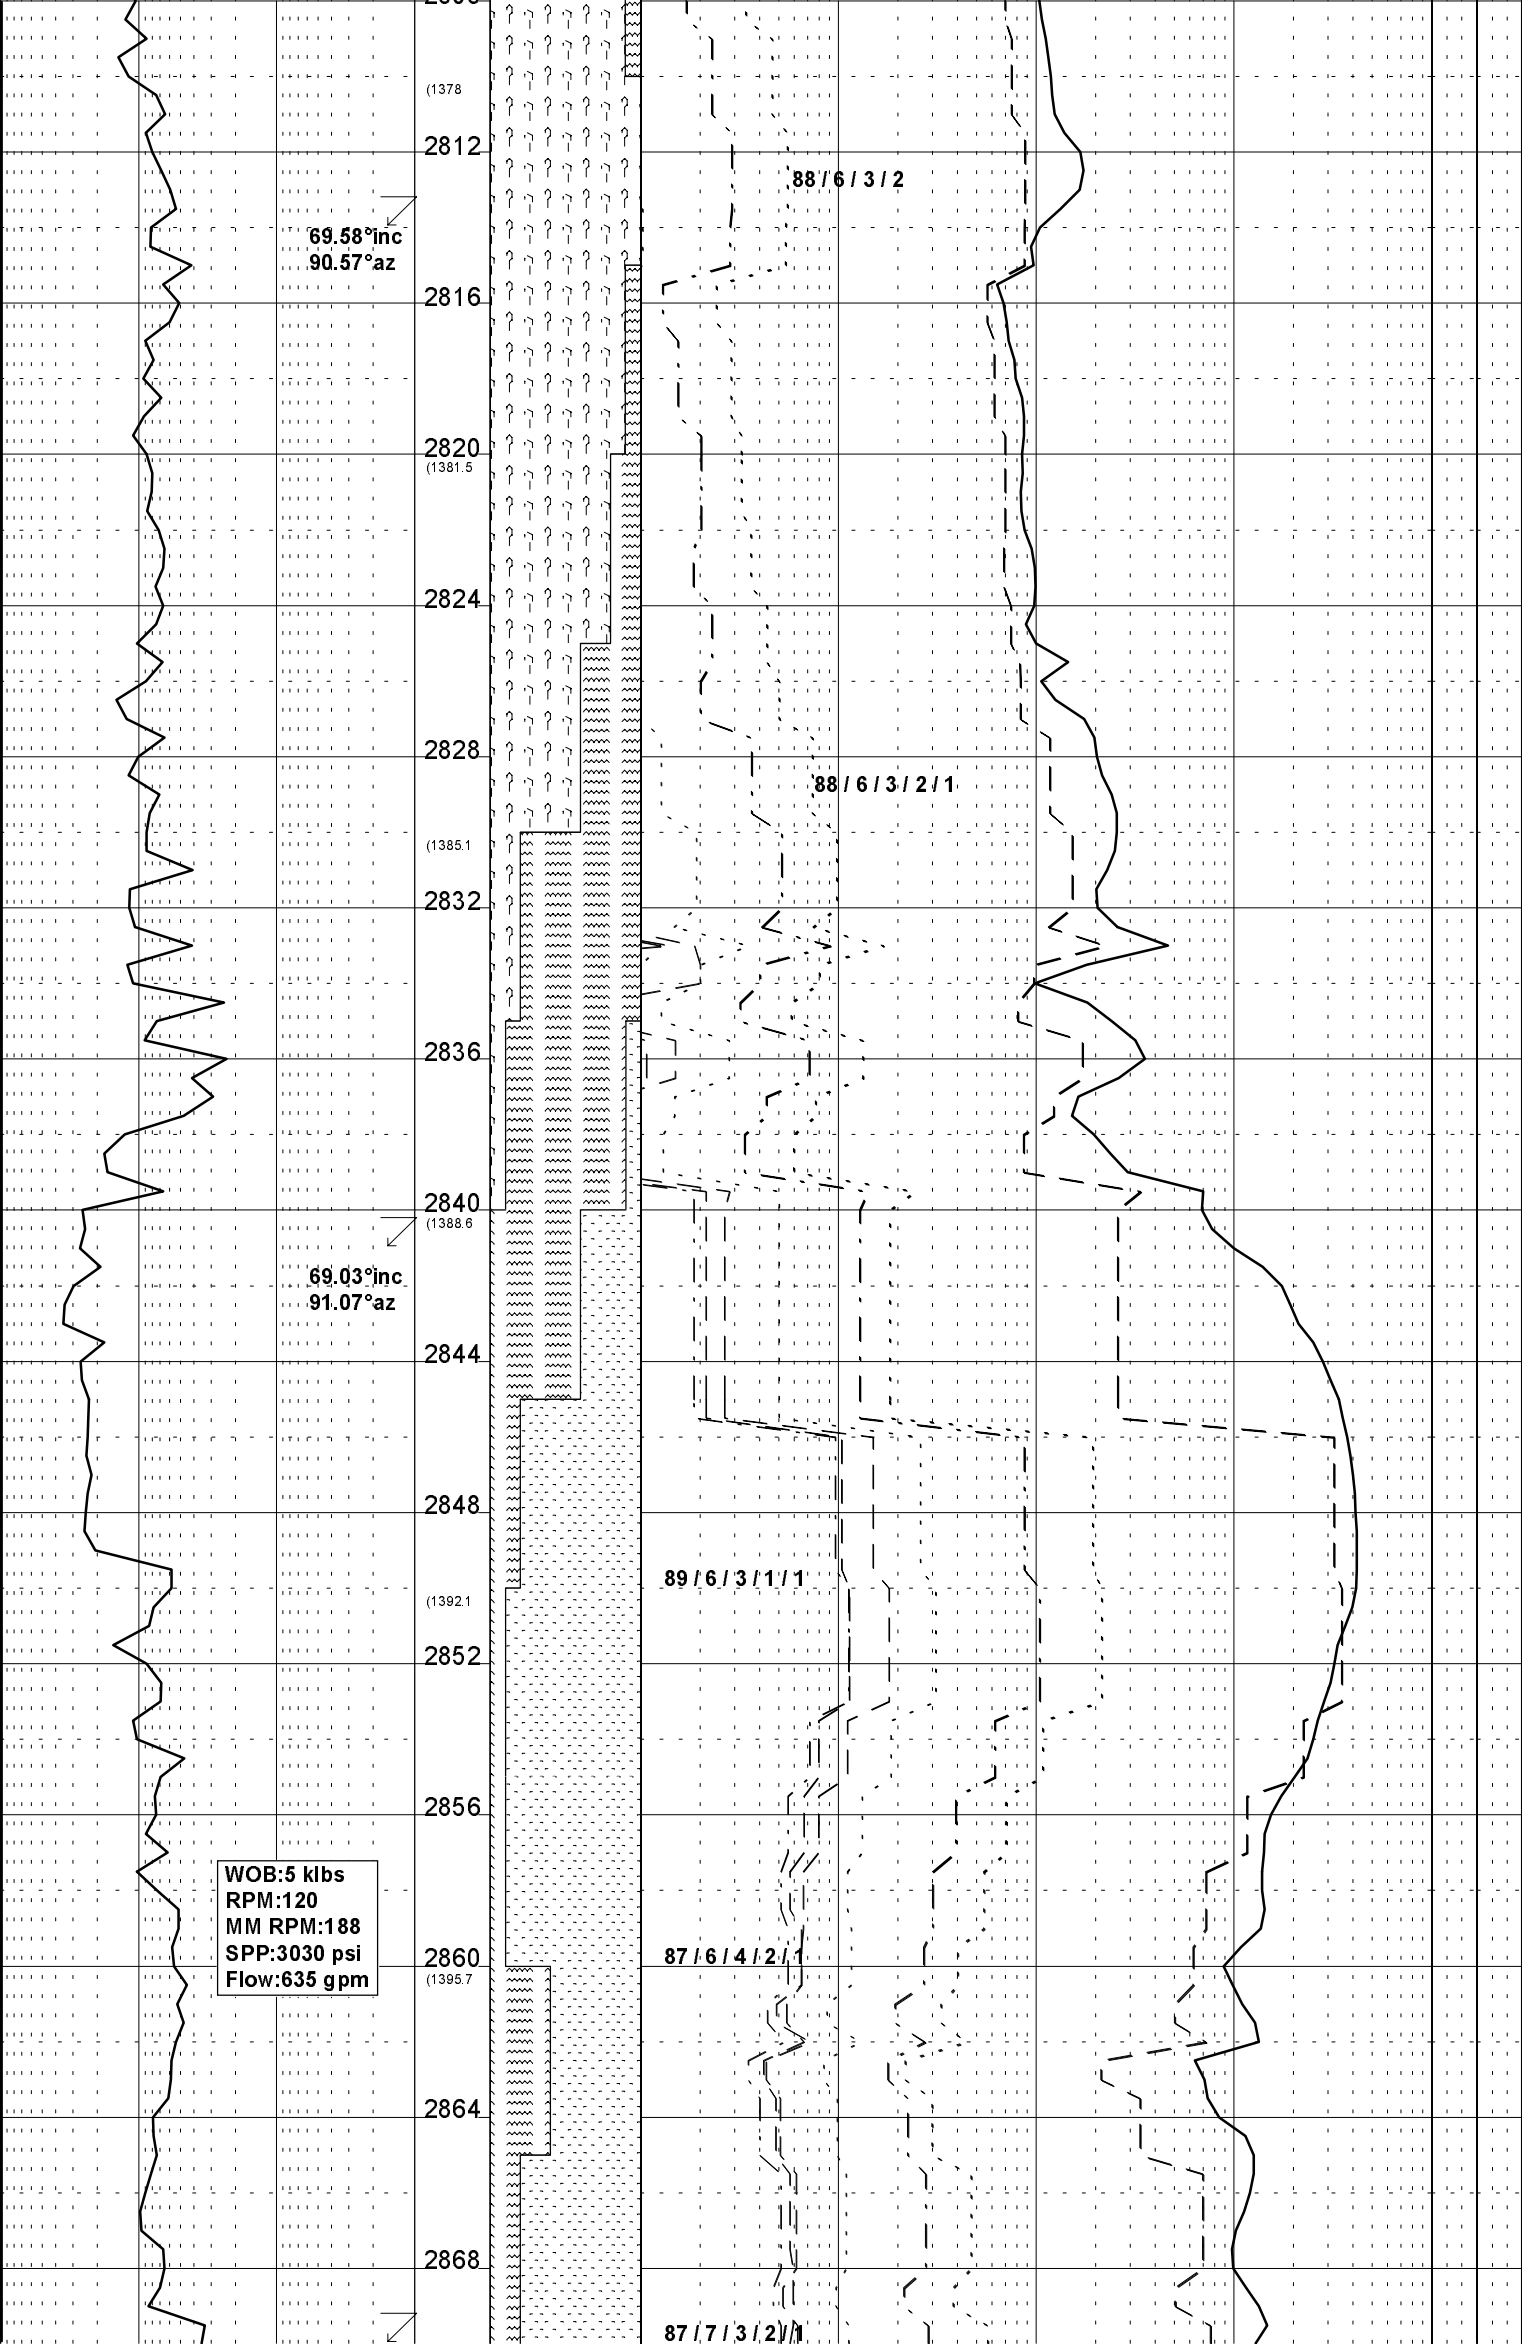 (1378
2812
88 / 6 / 3 / 2
69.58°inc
90.57°az
2816
2820
(1381.5
2824
2828
88 / 6 / 3 / 2 / 1
(1385.1
2832
2836
2840
(1388.6
69.03°inc
91.07°az
2844
2848
89 / 6 / 3 / 1 / 1
(1392.1
2852
2856
WOB:5 klbs
RPM:120
MM RPM:188
SPP:3030 psi
Flow:635 gpm
87 / 6 / 4 / 2 / 1
2860
(1395.7
2864
2868
87 / 7 / 3 / 2 / 1